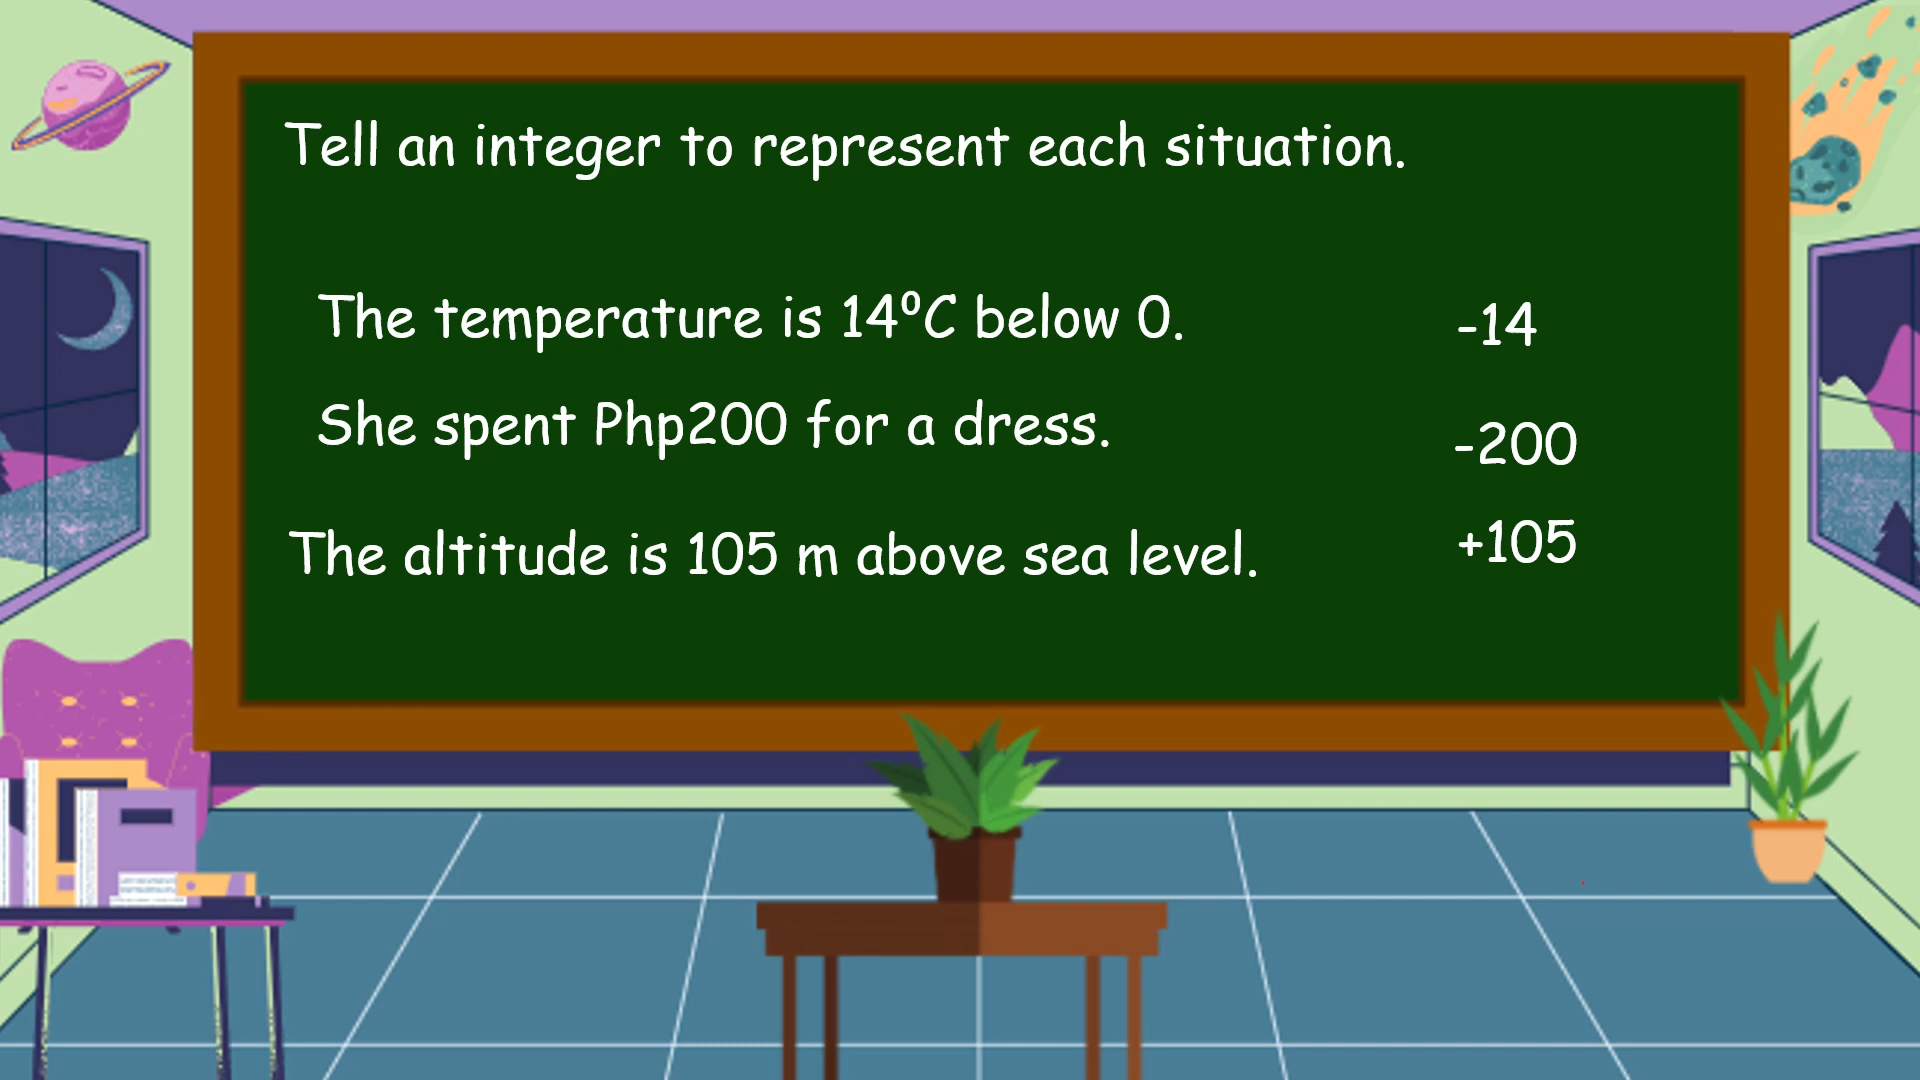 Tell an integer to represent each situation.
The temperature is 14⁰C below 0. -14
She spent Php200 for a dress. -200
The altitude is 105 m above sea level. +105